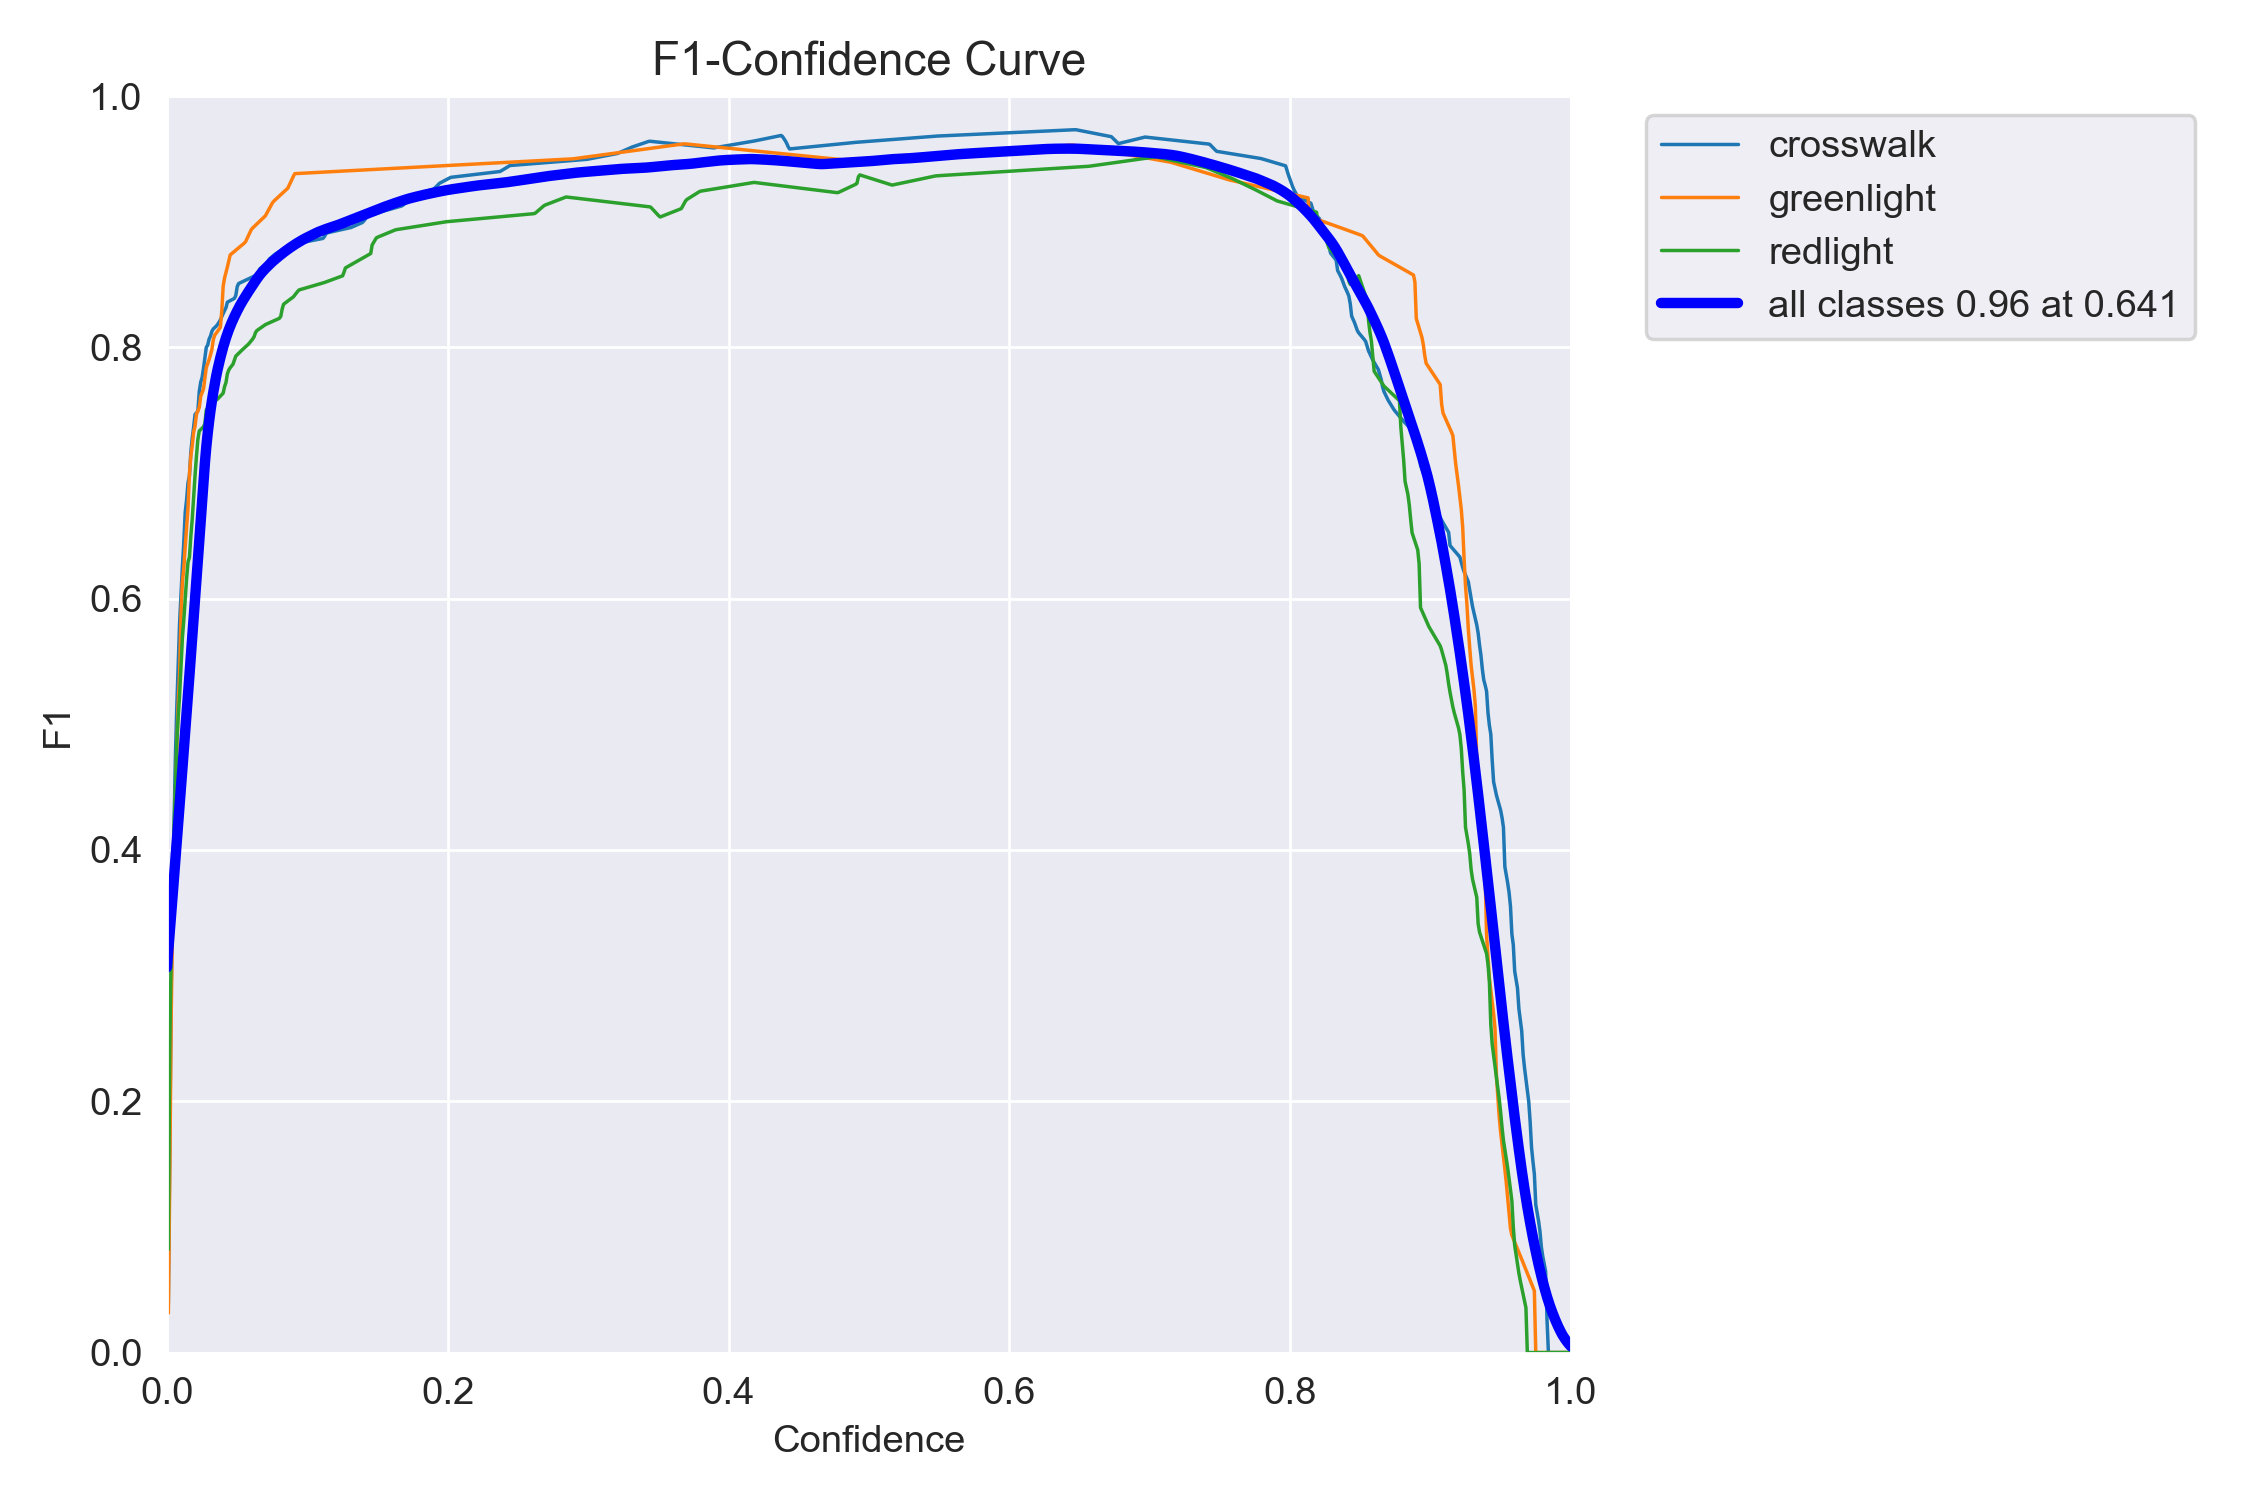 F1-Confidence Curve
1.0
0.8
0.6
0.4
0.2
0.0
F1
0.0 0.2 0.4 0.6 0.8 1.0
Confidence
crosswalk
greenlight
redlight
all classes 0.96 at 0.641